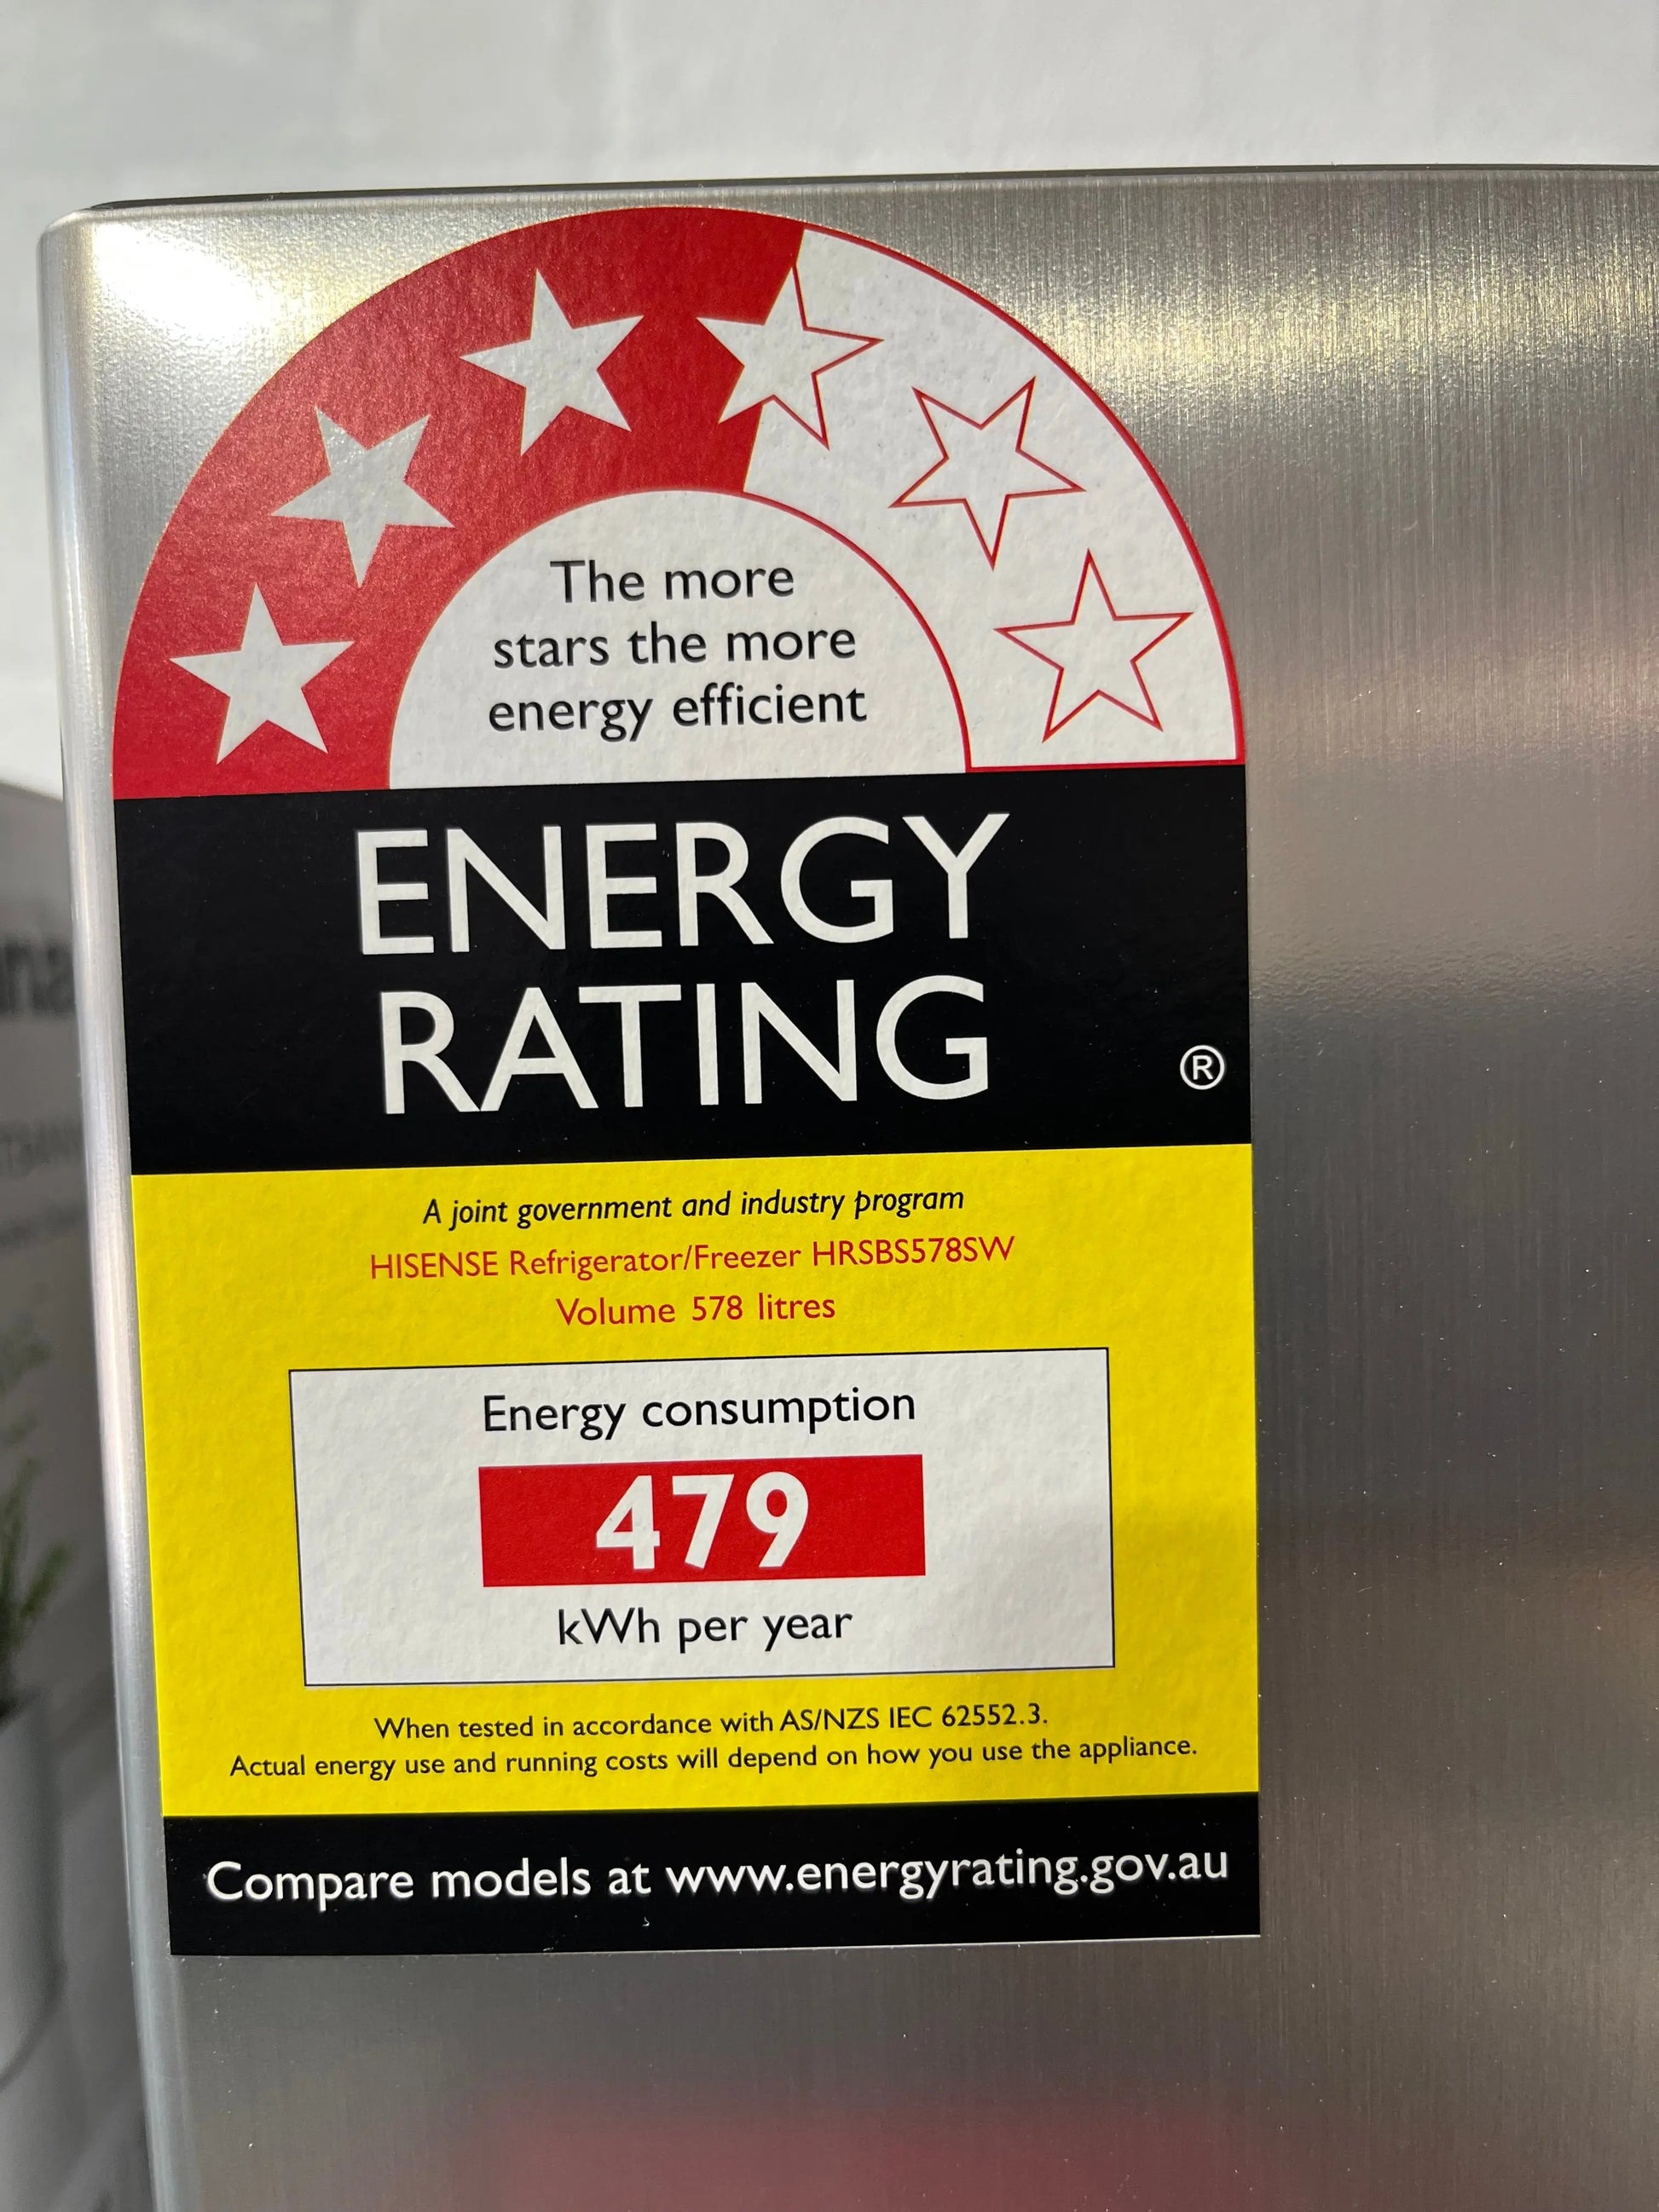 The more
stars the more
energy efficient
ENERGY
RATING
®
A joint government and industry program
HISENSE Refrigerator/Freezer HRSBS578SW
Volume 578 litres
Energy consumption
479
kWh per year
When tested in accordance with AS/NZS IEC 62552.3.
Actual energy use and running costs will depend on how you use the appliance.
Compare models at www.energyrating.gov.au